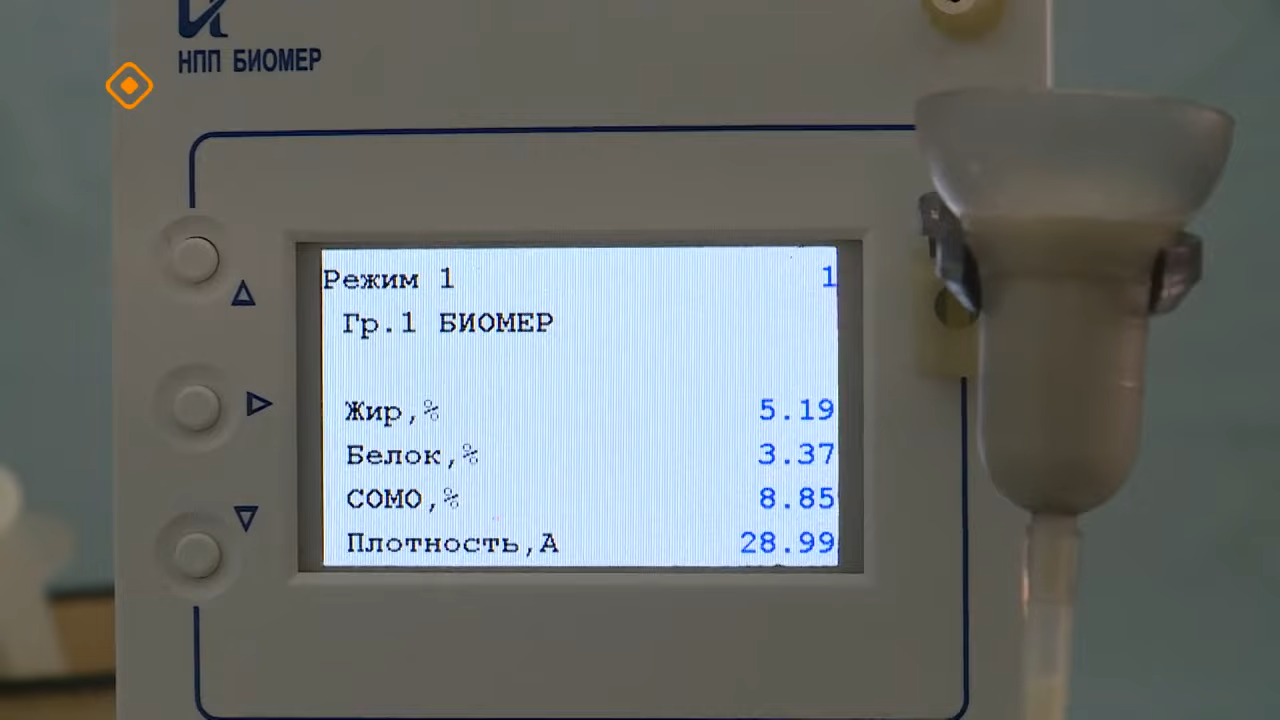 НПП БИОМЕР
Режим 1 1
Гр.1 БИОМЕР
Жир,% 5.19
Белок,% 3.37
СОМО,% 8.85
Плотность,А 28.99